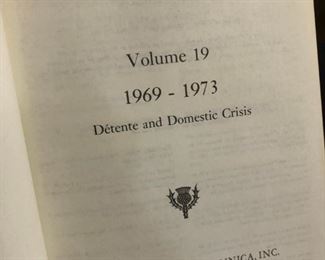 Volume 19
1969 - 1973
Détente and Domestic Crisis
NICA, INC.